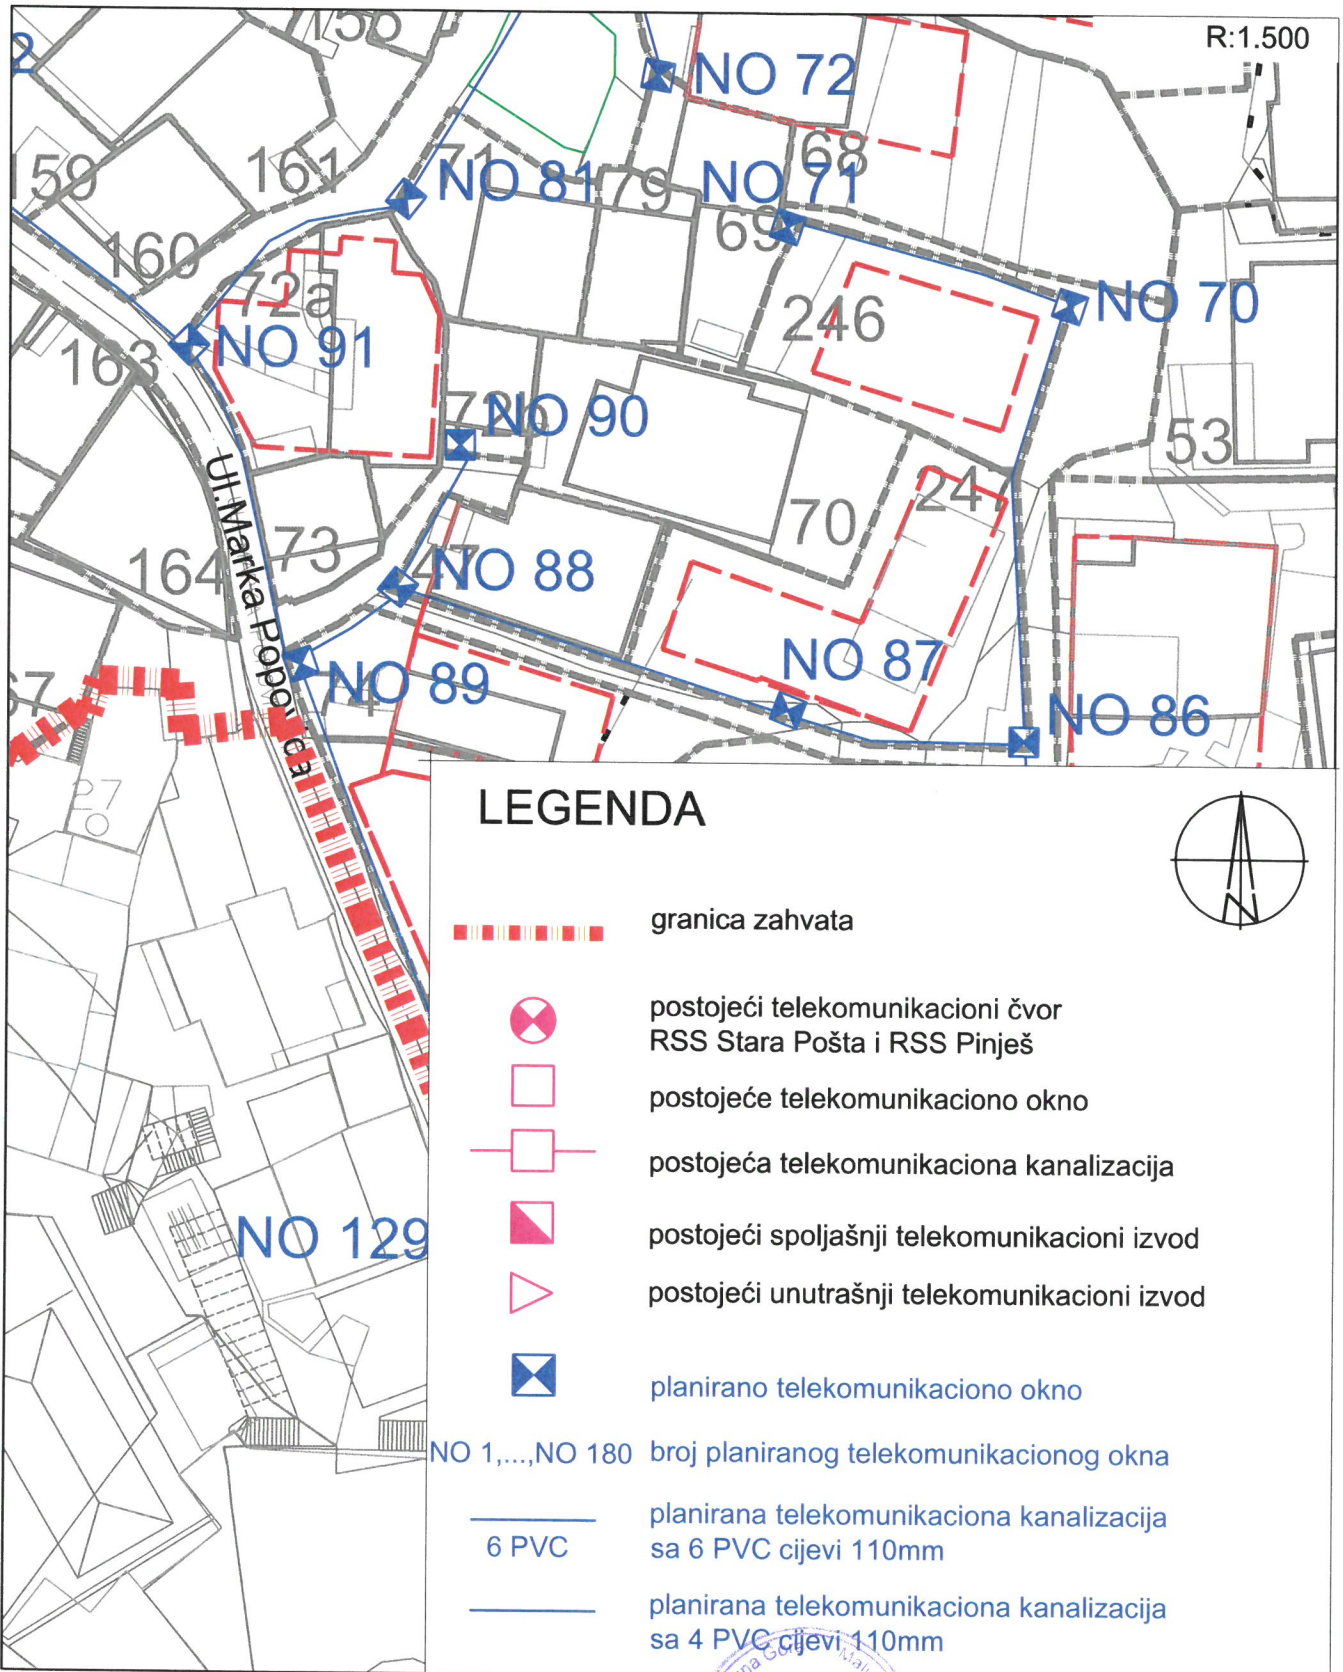 R:1.500
2
NO 72
159
161
71
NO 81
79
NO 71
68
69
160
72a
246
NO 70
163
NO 91
NO 90
53
Ul.Marka Popovića
70
247
73
164
47
NO 88
NO 87
NO 89
74
67
NO 86
27
NO 129
LEGENDA
granica zahvata
postojeći telekomunikacioni čvor
RSS Stara Pošta i RSS Pinješ
postojeće telekomunikaciono okno
postojeća telekomunikaciona kanalizacija
postojeći spoljašnji telekomunikacioni izvod
postojeći unutrašnji telekomunikacioni izvod
planirano telekomunikaciono okno
NO 1,...,NO 180 broj planiranog telekomunikacionog okna
planirana telekomunikaciona kanalizacija
6 PVC sa 6 PVC cijevi 110mm
planirana telekomunikaciona kanalizacija
sa 4 PVC cijevi 110mm